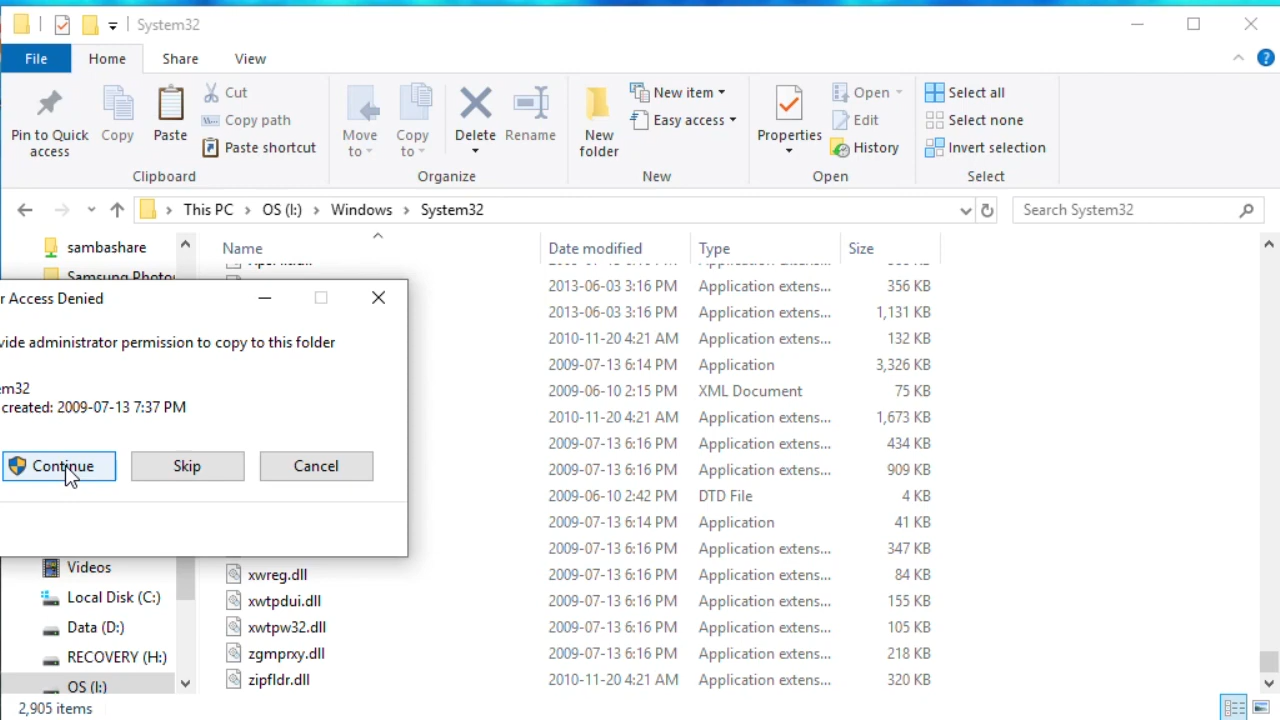 System32
File Home Share View
Pin to Quick access
Copy
Paste
Cut
Copy path
Paste shortcut
Clipboard
Move to
Copy to
Delete
Rename
Organize
New folder
New item
Easy access
New
Properties
Open
Edit
History
Open
Select all
Select none
Invert selection
Select
This PC > OS (I:) > Windows > System32
Search System32
Name Date modified Type Size
sambashare
Samsung Photo
r Access Denied
vide administrator permission to copy to this folder
em32
created: 2009-07-13 7:37 PM
Continue Skip Cancel
2013-06-03 3:16 PM Application extens... 356 KB
2013-06-03 3:16 PM Application extens... 1,131 KB
2010-11-20 4:21 AM Application extens... 132 KB
2009-07-13 6:14 PM Application 3,326 KB
2009-06-10 2:15 PM XML Document 75 KB
2010-11-20 4:21 AM Application extens... 1,673 KB
2009-07-13 6:16 PM Application extens... 434 KB
2009-07-13 6:16 PM Application extens... 909 KB
2009-06-10 2:42 PM DTD File 4 KB
2009-07-13 6:14 PM Application 41 KB
2009-07-13 6:16 PM Application extens... 347 KB
xwreg.dll 2009-07-13 6:16 PM Application extens... 84 KB
xwtpdui.dll 2009-07-13 6:16 PM Application extens... 155 KB
xwtpw32.dll 2009-07-13 6:16 PM Application extens... 105 KB
zgmprxy.dll 2009-07-13 6:16 PM Application extens... 218 KB
zipfldr.dll 2010-11-20 4:21 AM Application extens... 320 KB
Videos
Local Disk (C:)
Data (D:)
RECOVERY (H:)
OS (I:)
2,905 items